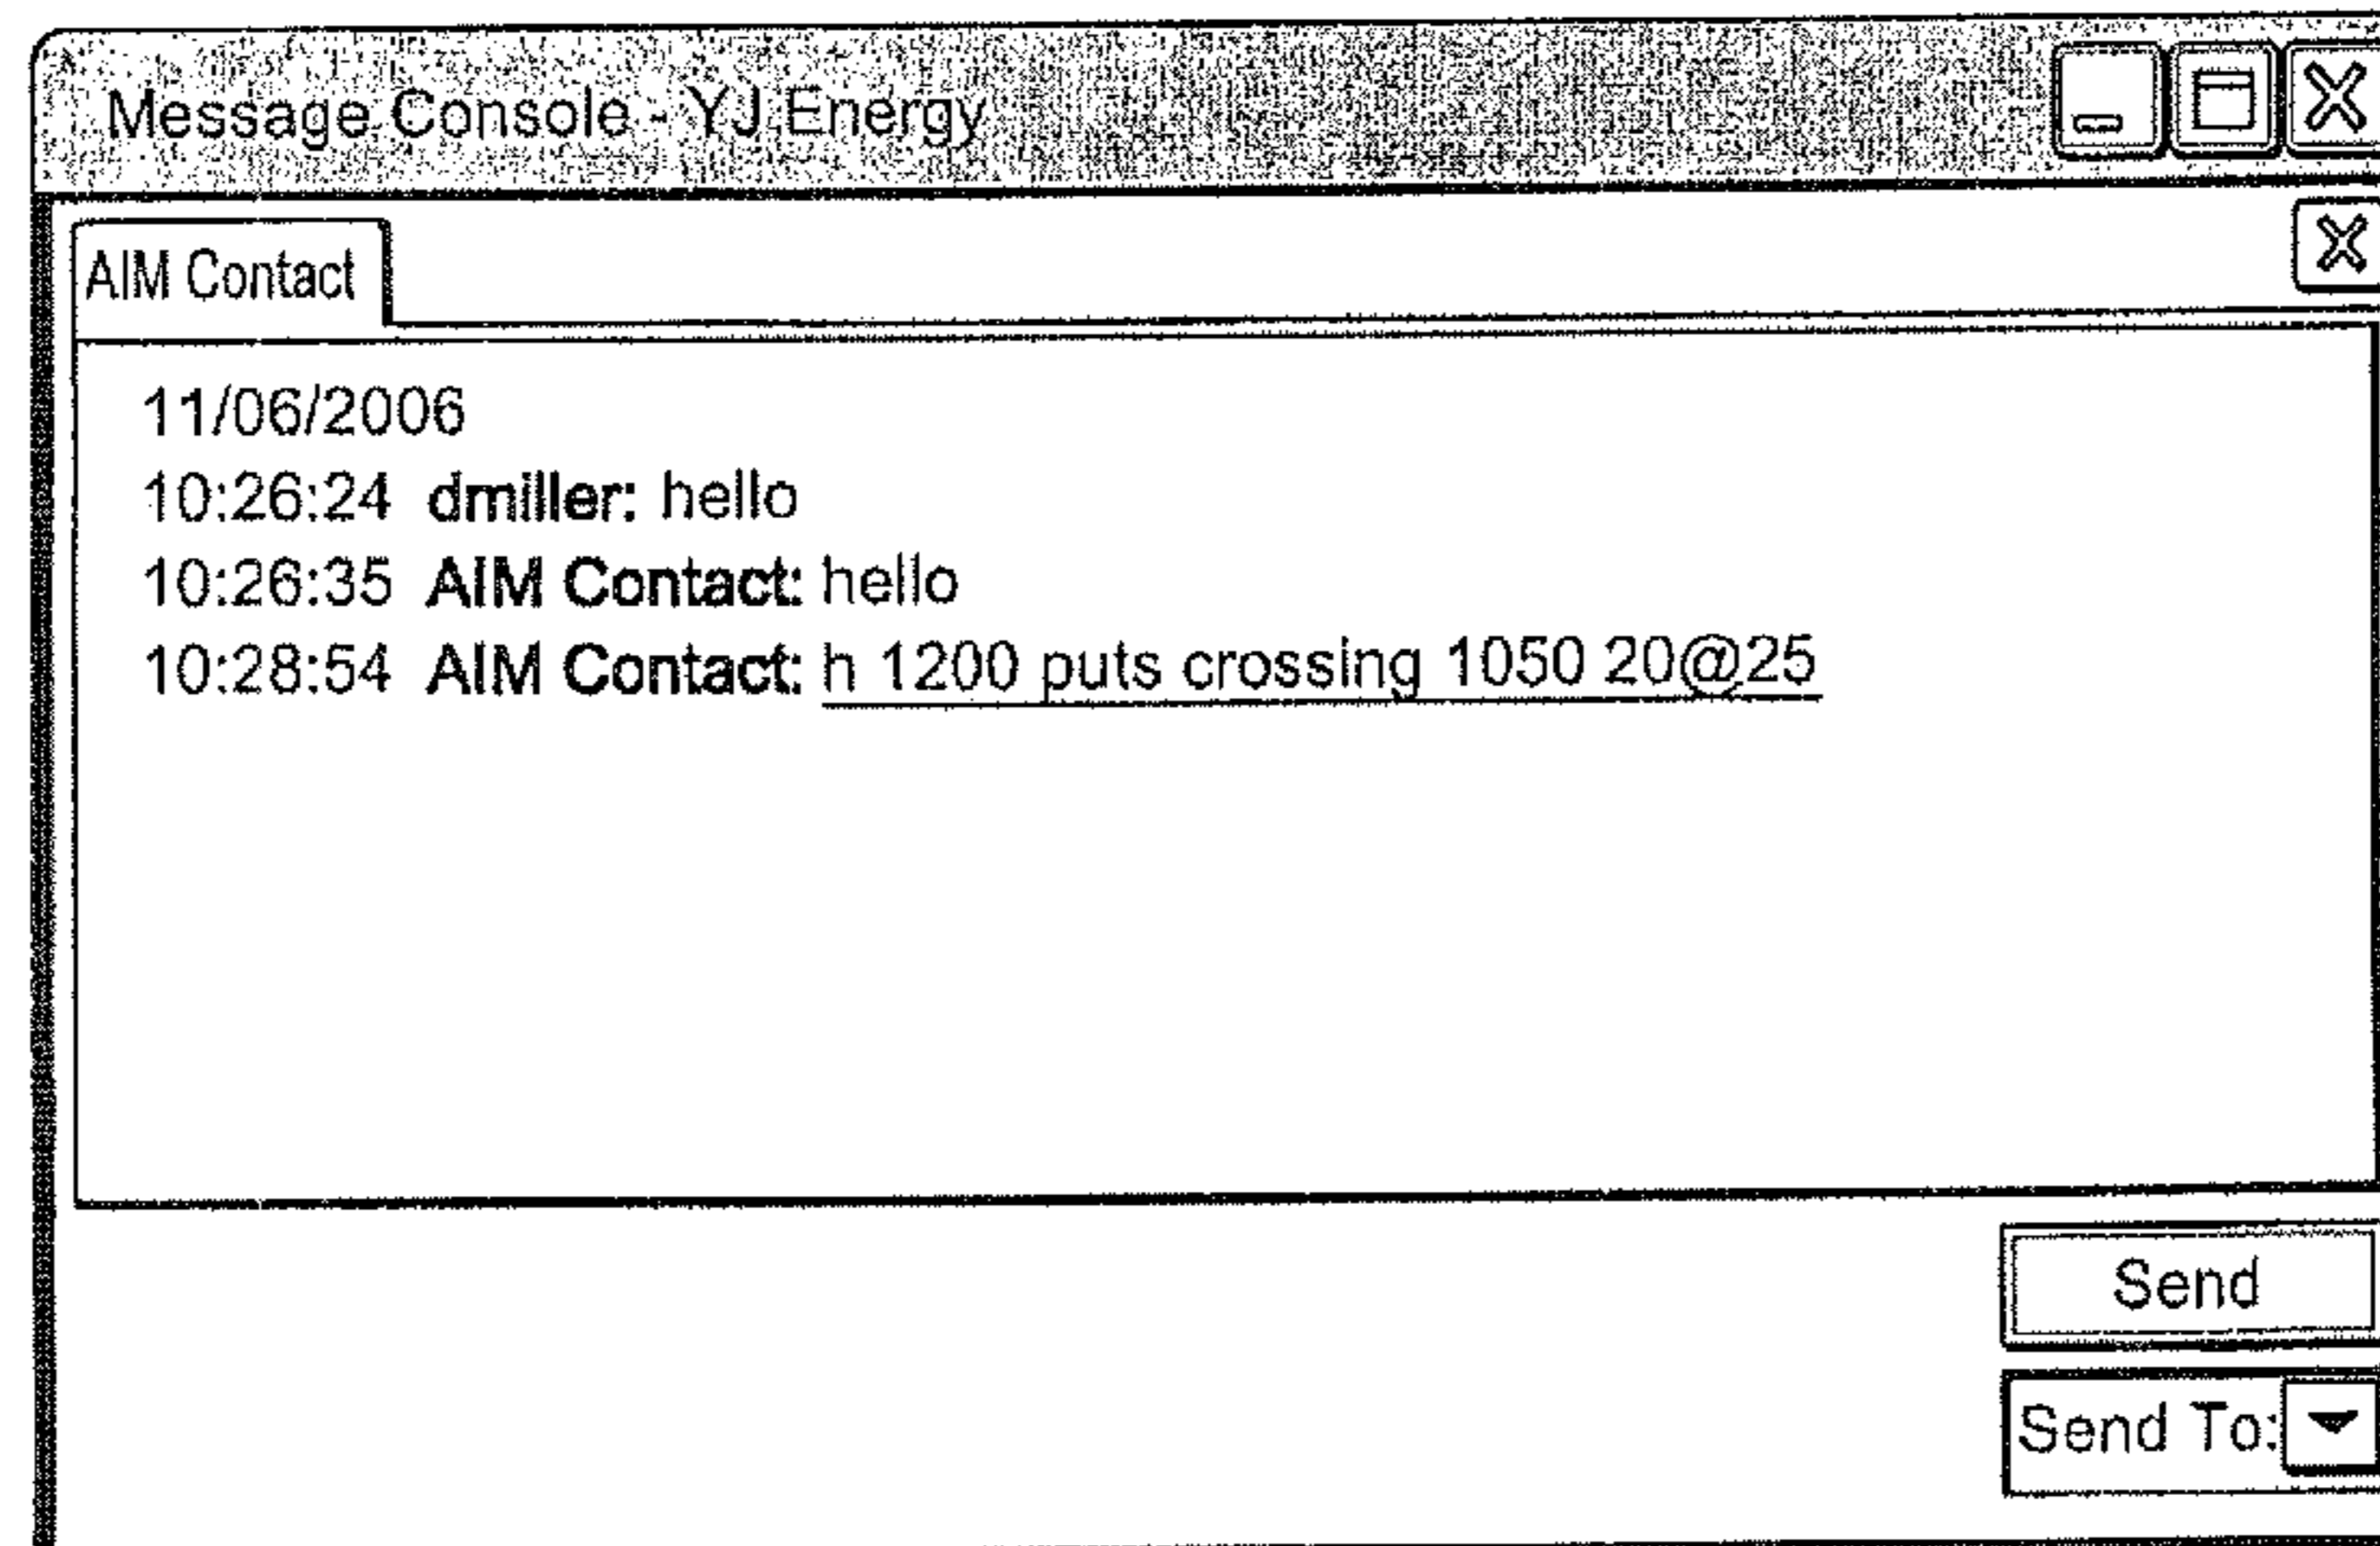 Message Console - YJ Energy
AIM Contact
11/06/2006
10:26:24 dmiller: hello
10:26:35 AIM Contact: hello
10:28:54 AIM Contact: h 1200 puts crossing 1050 20@25
Send
Send To: